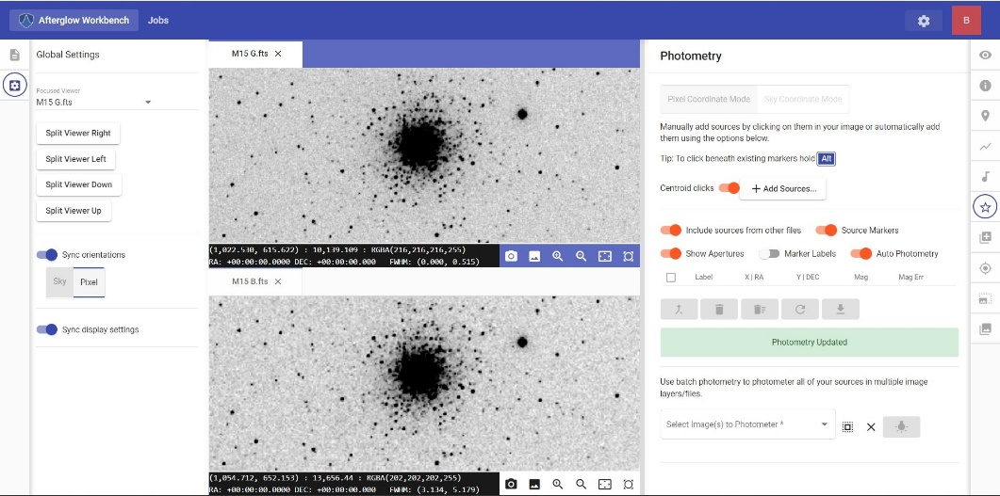 Afterglow Workbench
Jobs
B
Global Settings
Focused Viewer
M15 G.fts
Split Viewer Right
Split Viewer Left
Split Viewer Down
Split Viewer Up
Sync orientations
Sky
Pixel
Sync display settings
M15 G.fts
(1,022.530, 615.622) : 10,139.109 : RGBA(216,216,216,255)
RA: +00:00:00.0000 DEC: +00:00:00.000 FWHM: (0.000, 0.515)
M15 B.fts
(1,054.712, 652.153) : 13,656.44 : RGBA(202,202,202,255)
RA: +00:00:00.0000 DEC: +00:00:00.000 FWHM: (3.134, 5.179)
Photometry
Pixel Coordinate Mode
Sky Coordinate Mode
Manually add sources by clicking on them in your image or automatically add
them using the options below.
Tip: To click beneath existing markers hold Alt
Centroid clicks
+ Add Sources...
Include sources from other files
Source Markers
Show Apertures
Marker Labels
Auto Photometry
Label X | RA Y | DEC Mag Mag Err
Photometry Updated
Use batch photometry to photometer all of your sources in multiple image
layers/files.
Select Image(s) to Photometer *